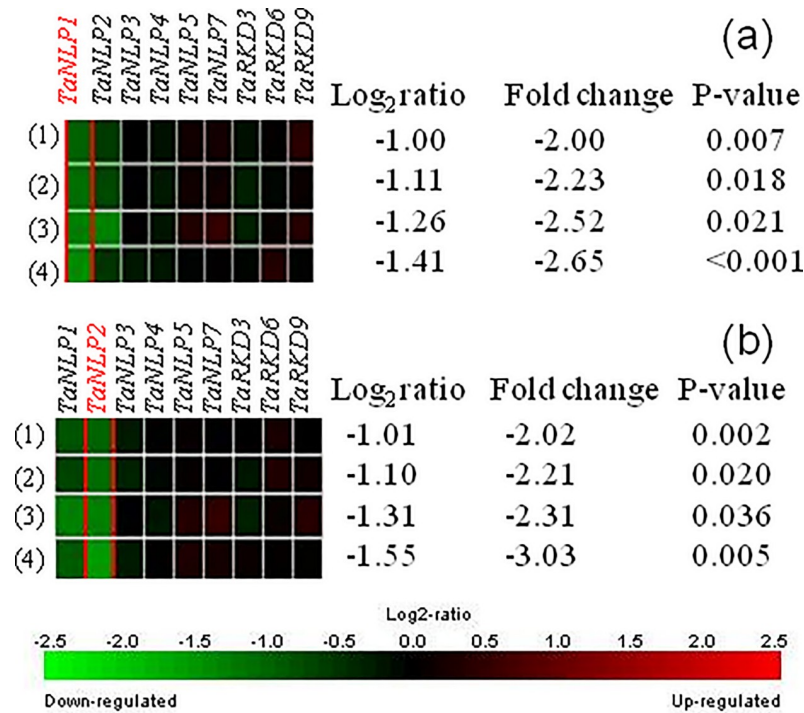 TaNLP1 TaNLP2 TaNLP3 TaNLP4 TaNLP5 TaNLP7 TaRKD3 TaRKD6 TaRKD9
(a)
Log2ratio Fold change P-value
(1) -1.00 -2.00 0.007
(2) -1.11 -2.23 0.018
(3) -1.26 -2.52 0.021
(4) -1.41 -2.65 <0.001
TaNLP1 TaNLP2 TaNLP3 TaNLP4 TaNLP5 TaNLP7 TaRKD3 TaRKD6 TaRKD9
(b)
Log2ratio Fold change P-value
(1) -1.01 -2.02 0.002
(2) -1.10 -2.21 0.020
(3) -1.31 -2.31 0.036
(4) -1.55 -3.03 0.005
Log2-ratio
-2.5 -2.0 -1.5 -1.0 -0.5 0.0 0.5 1.0 1.5 2.0 2.5
Down-regulated Up-regulated